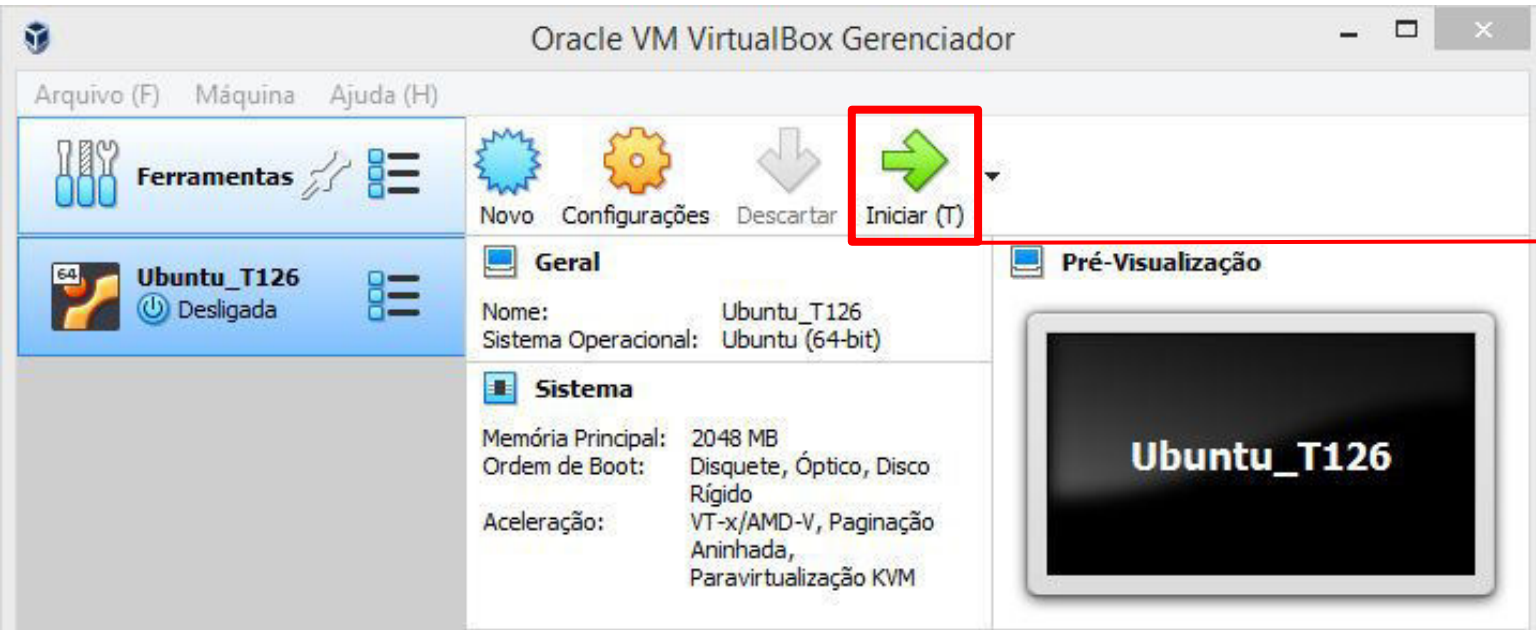 Oracle VM VirtualBox Gerenciador
Arquivo (F) Máquina Ajuda (H)
Ferramentas
Novo Configurações Descartar Iniciar (T)
64
Ubuntu_T126
Desligada
Geral
Nome: Ubuntu_T126
Sistema Operacional: Ubuntu (64-bit)
Sistema
Memória Principal: 2048 MB
Ordem de Boot: Disquete, Óptico, Disco
Rígido
Aceleração: VT-x/AMD-V, Paginação
Aninhada,
Paravirtualização KVM
Pré-Visualização
Ubuntu_T126